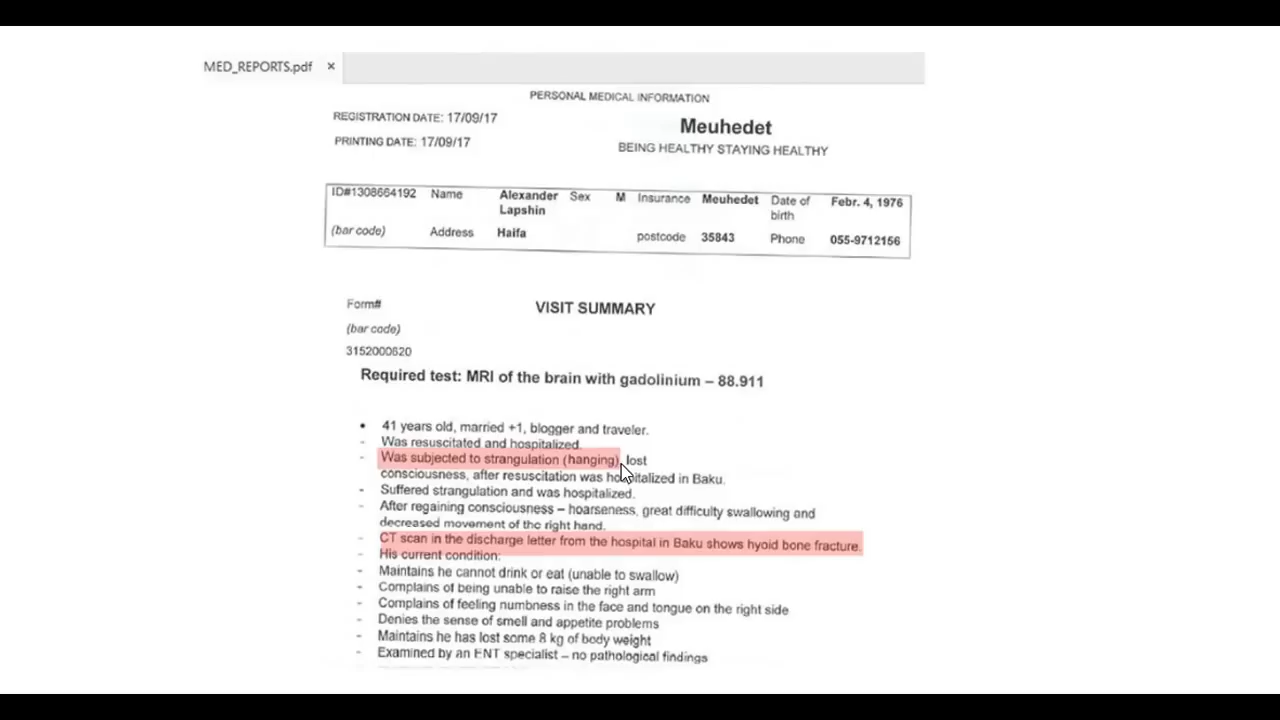 MED_REPORTS.pdf ×
PERSONAL MEDICAL INFORMATION
REGISTRATION DATE: 17/09/17
Meuhedet
PRINTING DATE: 17/09/17
BEING HEALTHY STAYING HEALTHY
ID#1308664192 Name Alexander Lapshin Sex M Insurance Meuhedet Date of birth Febr. 4, 1976
(bar code) Address Haifa postcode 35843 Phone 055-9712156
Form#
VISIT SUMMARY
(bar code)
3152000620
Required test: MRI of the brain with gadolinium – 88.911
• 41 years old, married +1, blogger and traveler.
- Was resuscitated and hospitalized.
- Was subjected to strangulation (hanging), lost
consciousness, after resuscitation was hospitalized in Baku.
- Suffered strangulation and was hospitalized.
- After regaining consciousness – hoarseness, great difficulty swallowing and
decreased movement of the right hand.
- CT scan in the discharge letter from the hospital in Baku shows hyoid bone fracture.
- His current condition:
- Maintains he cannot drink or eat (unable to swallow)
- Complains of being unable to raise the right arm
- Complains of feeling numbness in the face and tongue on the right side
- Denies the sense of smell and appetite problems
- Maintains he has lost some 8 kg of body weight
- Examined by an ENT specialist – no pathological findings